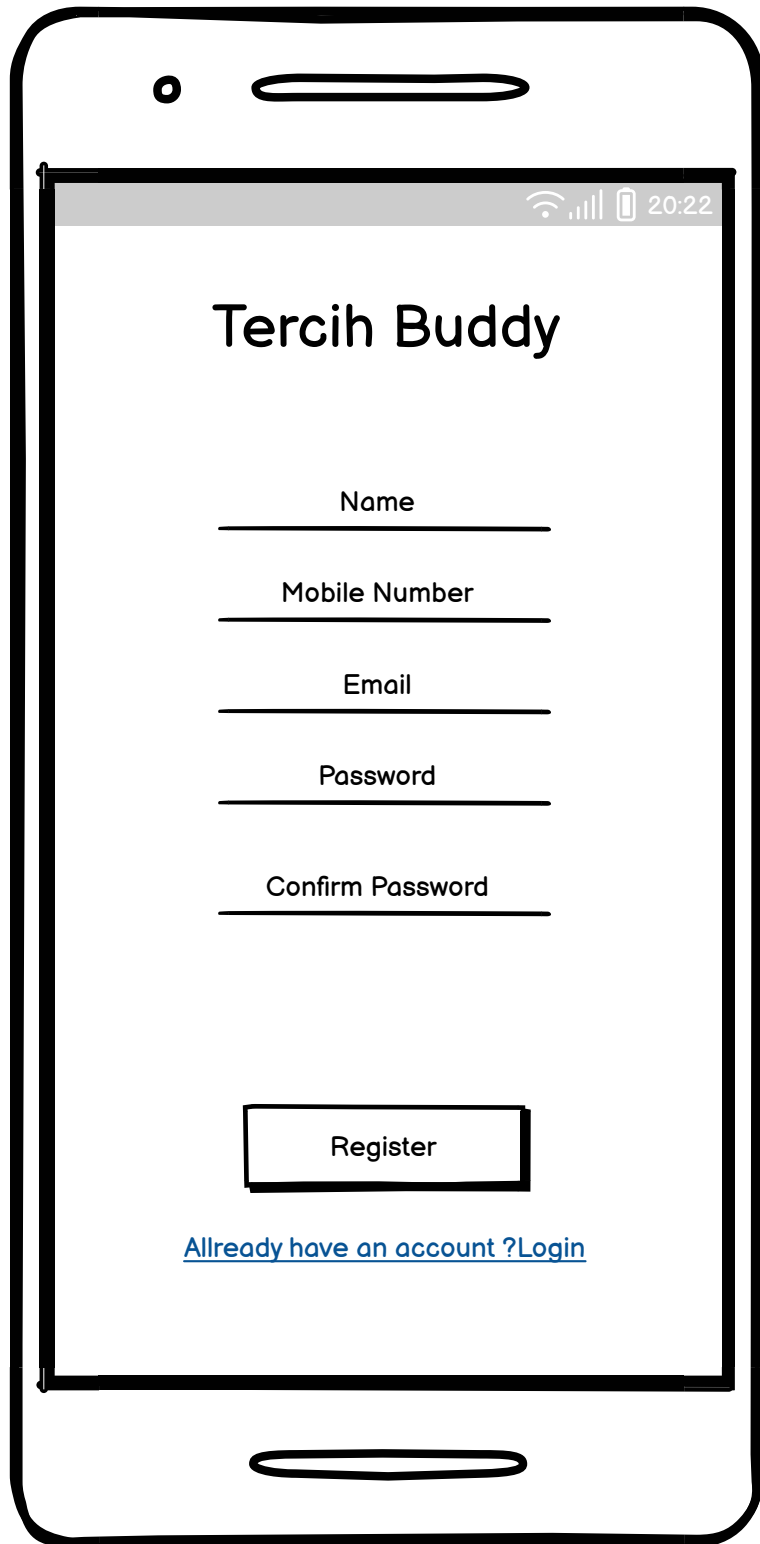 20:22
Tercih Buddy
Name
Mobile Number
Email
Password
Confirm Password
Register
Allready have an account ?Login